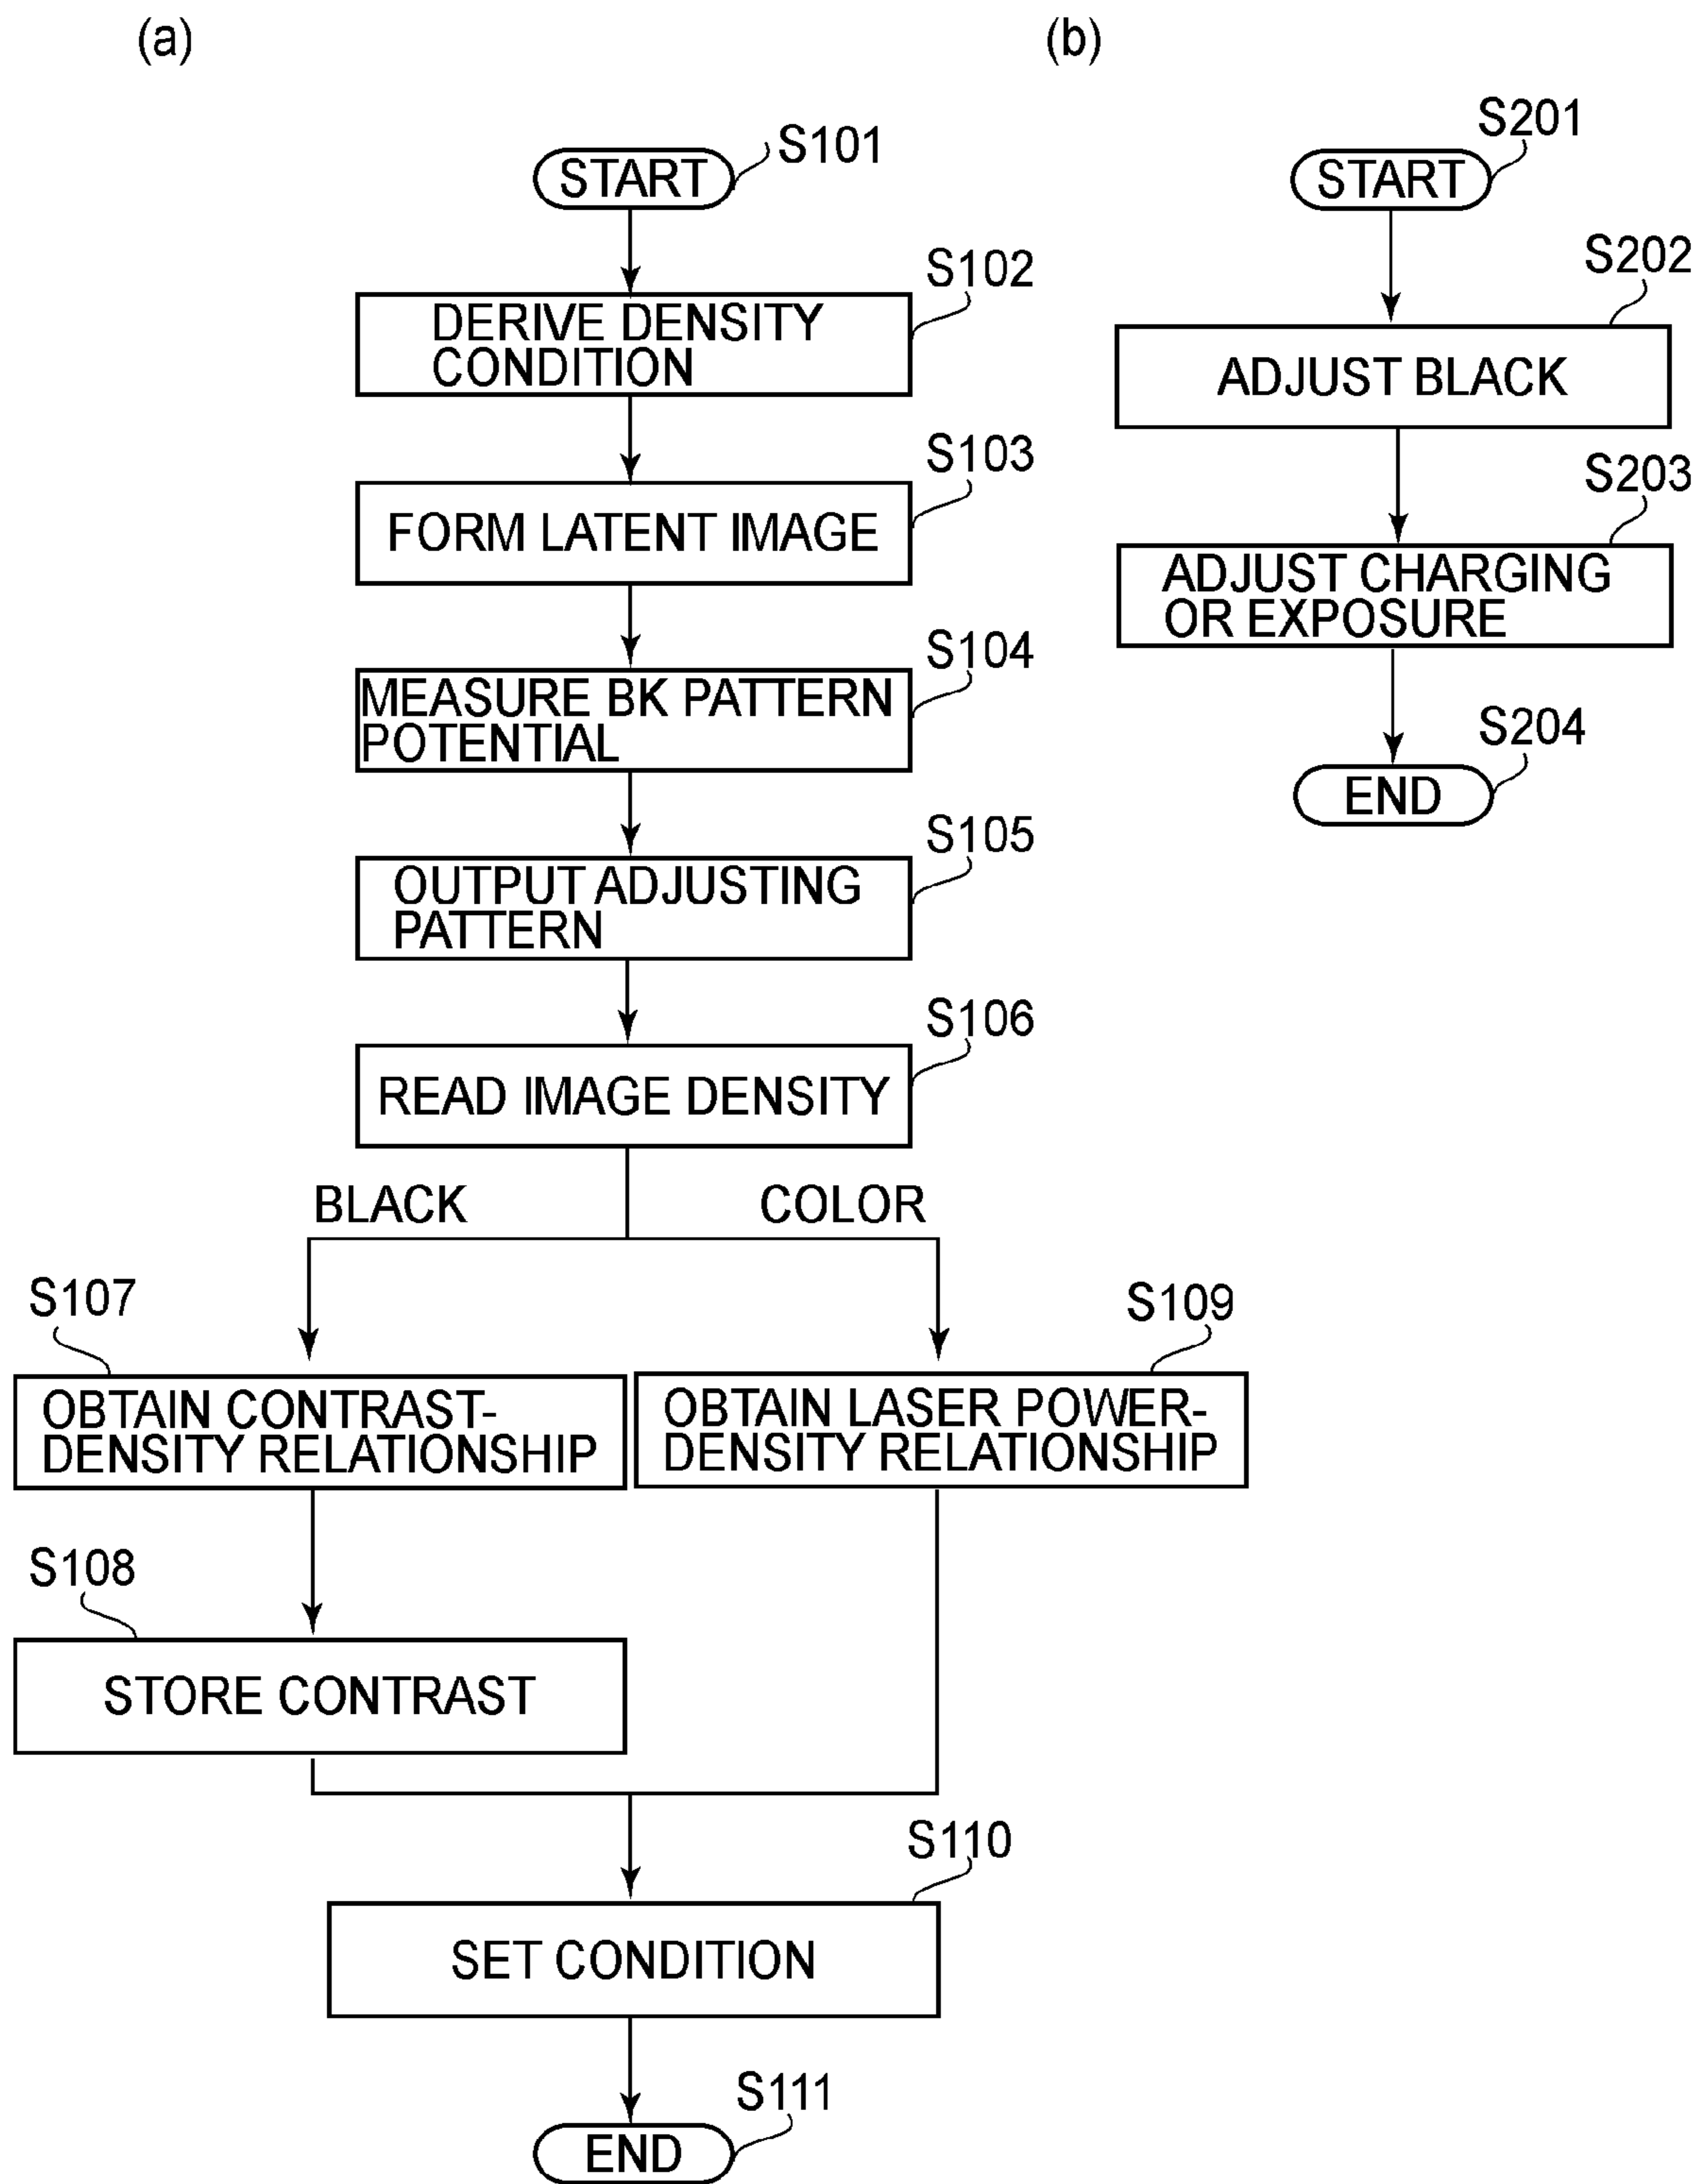 (a)
S101
START
S102
DERIVE DENSITY
CONDITION
S103
FORM LATENT IMAGE
S104
MEASURE BK PATTERN
POTENTIAL
S105
OUTPUT ADJUSTING
PATTERN
S106
READ IMAGE DENSITY
BLACK
COLOR
S107
OBTAIN CONTRAST-
DENSITY RELATIONSHIP
S109
OBTAIN LASER POWER-
DENSITY RELATIONSHIP
S108
STORE CONTRAST
S110
SET CONDITION
S111
END
(b)
S201
START
S202
ADJUST BLACK
S203
ADJUST CHARGING
OR EXPOSURE
S204
END